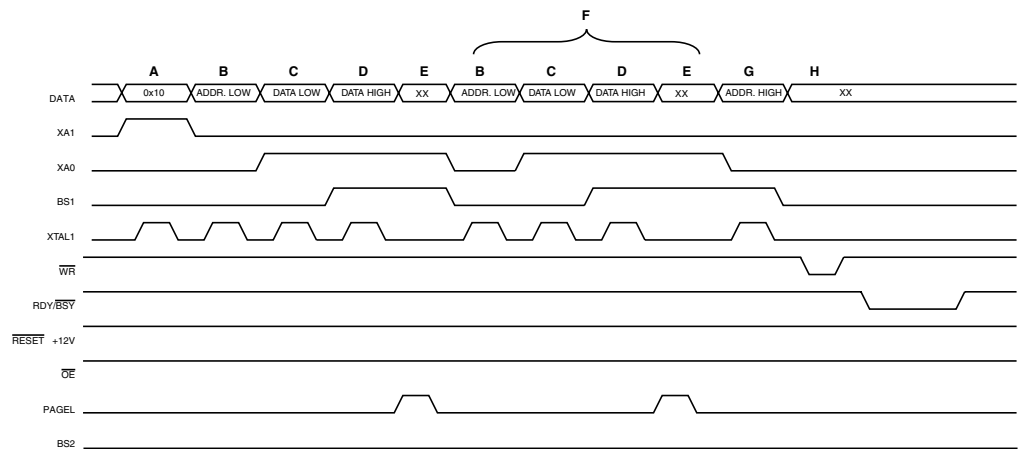 F
A B C D E B C D E G H
DATA 0x10 ADDR. LOW DATA LOW DATA HIGH XX ADDR. LOW DATA LOW DATA HIGH XX ADDR. HIGH XX
XA1
XA0
BS1
XTAL1
WR
RDY/BSY
RESET +12V
OE
PAGEL
BS2